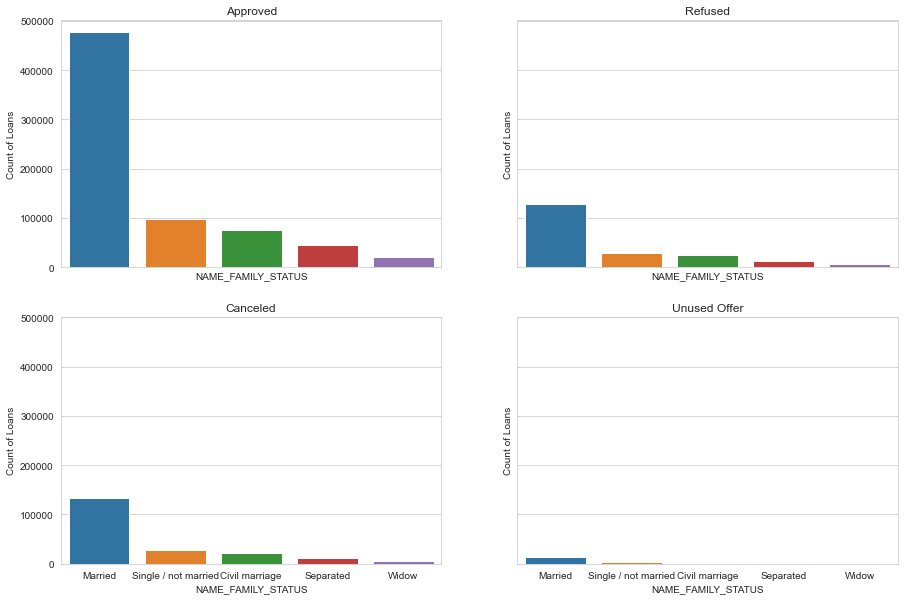 Approved
500000
400000
300000
200000
100000
0
Count of Loans
NAME_FAMILY_STATUS
Refused
Count of Loans
NAME_FAMILY_STATUS
Canceled
500000
400000
300000
200000
100000
0
Count of Loans
Married Single / not married Civil marriage Separated Widow
NAME_FAMILY_STATUS
Unused Offer
Count of Loans
Married Single / not married Civil marriage Separated Widow
NAME_FAMILY_STATUS